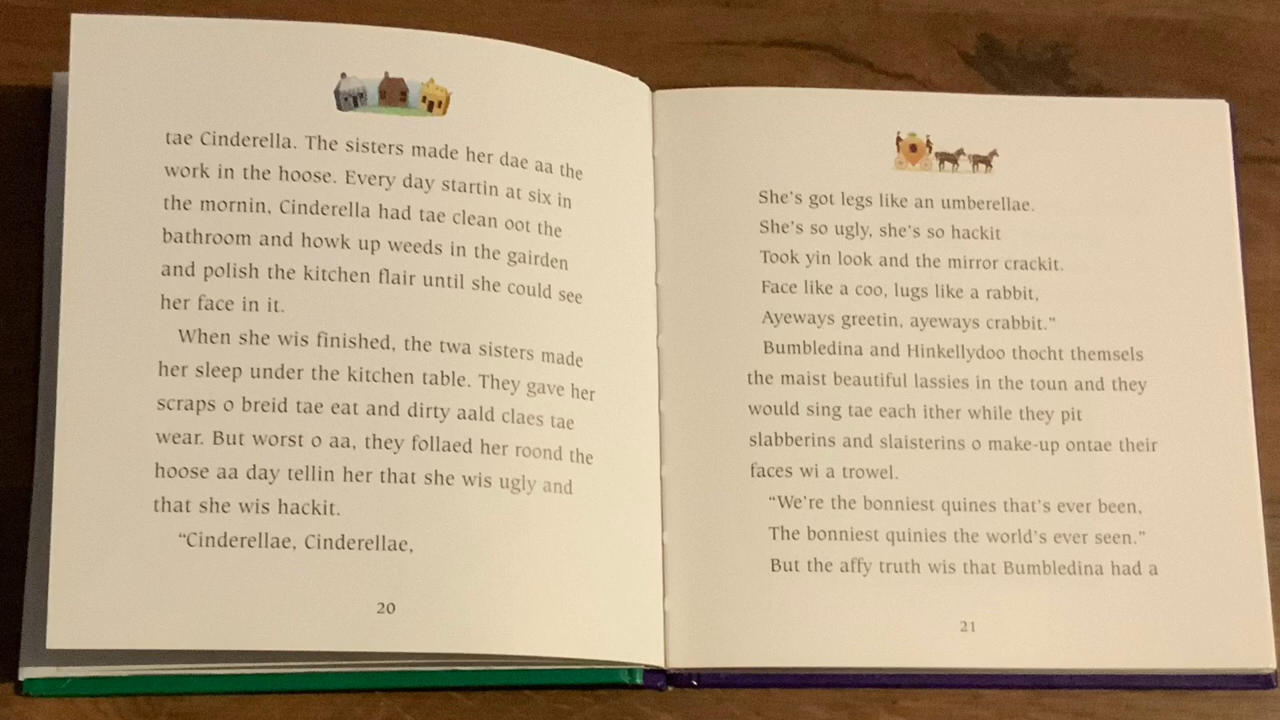 tae Cinderella. The sisters made her dae aa the
work in the hoose. Every day startin at six in
the mornin, Cinderella had tae clean oot the
bathroom and howk up weeds in the gairden
and polish the kitchen flair until she could see
her face in it.
When she wis finished, the twa sisters made
her sleep under the kitchen table. They gave her
scraps o breid tae eat and dirty aald claes tae
wear. But worst o aa, they follaed her roond the
hoose aa day tellin her that she wis ugly and
that she wis hackit.
“Cinderellae, Cinderellae,
20
She's got legs like an umberellae.
She's so ugly, she's so hackit
Took yin look and the mirror crackit.
Face like a coo, lugs like a rabbit,
Ayeways greetin, ayeways crabbit.”
Bumbledina and Hinkellydoo thocht themsels
the maist beautiful lassies in the toun and they
would sing tae each ither while they pit
slabberins and slaisterins o make-up ontae their
faces wi a trowel.
“We're the bonniest quines that's ever been,
The bonniest quinies the world's ever seen.”
But the affy truth wis that Bumbledina had a
21